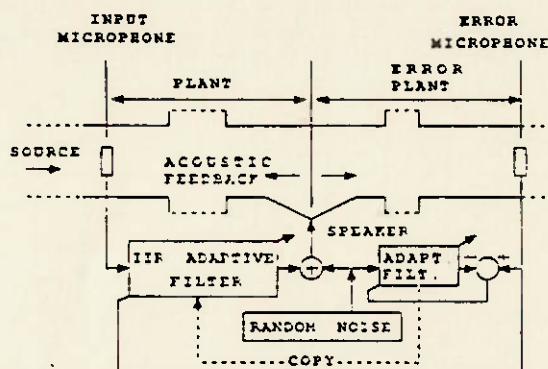 INPUT
MICROPHONE
ERROR
MICROPHONE
PLANT
ERROR
PLANT
SOURCE
ACOUSTIC
FEEDBACK
SPEAKER
IIR ADAPTIVE
FILTER
+
ADAPT
FILT.
- +
RANDOM NOISE
COPY